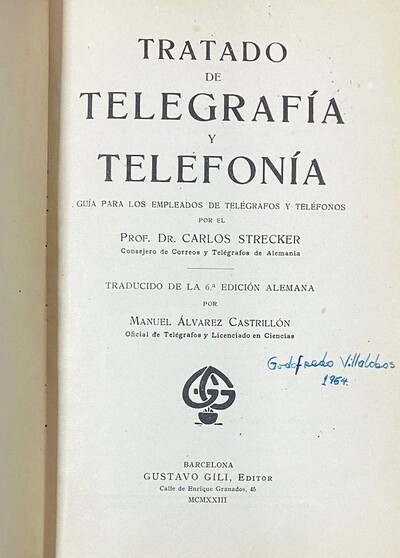 TRATADO
DE
TELEGRAFÍA
Y
TELEFONÍA
GUÍA PARA LOS EMPLEADOS DE TELÉGRAFOS Y TELÉFONOS
POR EL
PROF. DR. CARLOS STRECKER
Consejero de Correos y Telégrafos de Alemania
TRADUCIDO DE LA 6.ª EDICIÓN ALEMANA
POR
MANUEL ÁLVAREZ CASTRILLÓN
Oficial de Telégrafos y Licenciado en Ciencias
Godofredo Villalobos
1954.
GG
BARCELONA
GUSTAVO GILI, EDITOR
Calle de Enrique Granados, 45
MCMXXIII